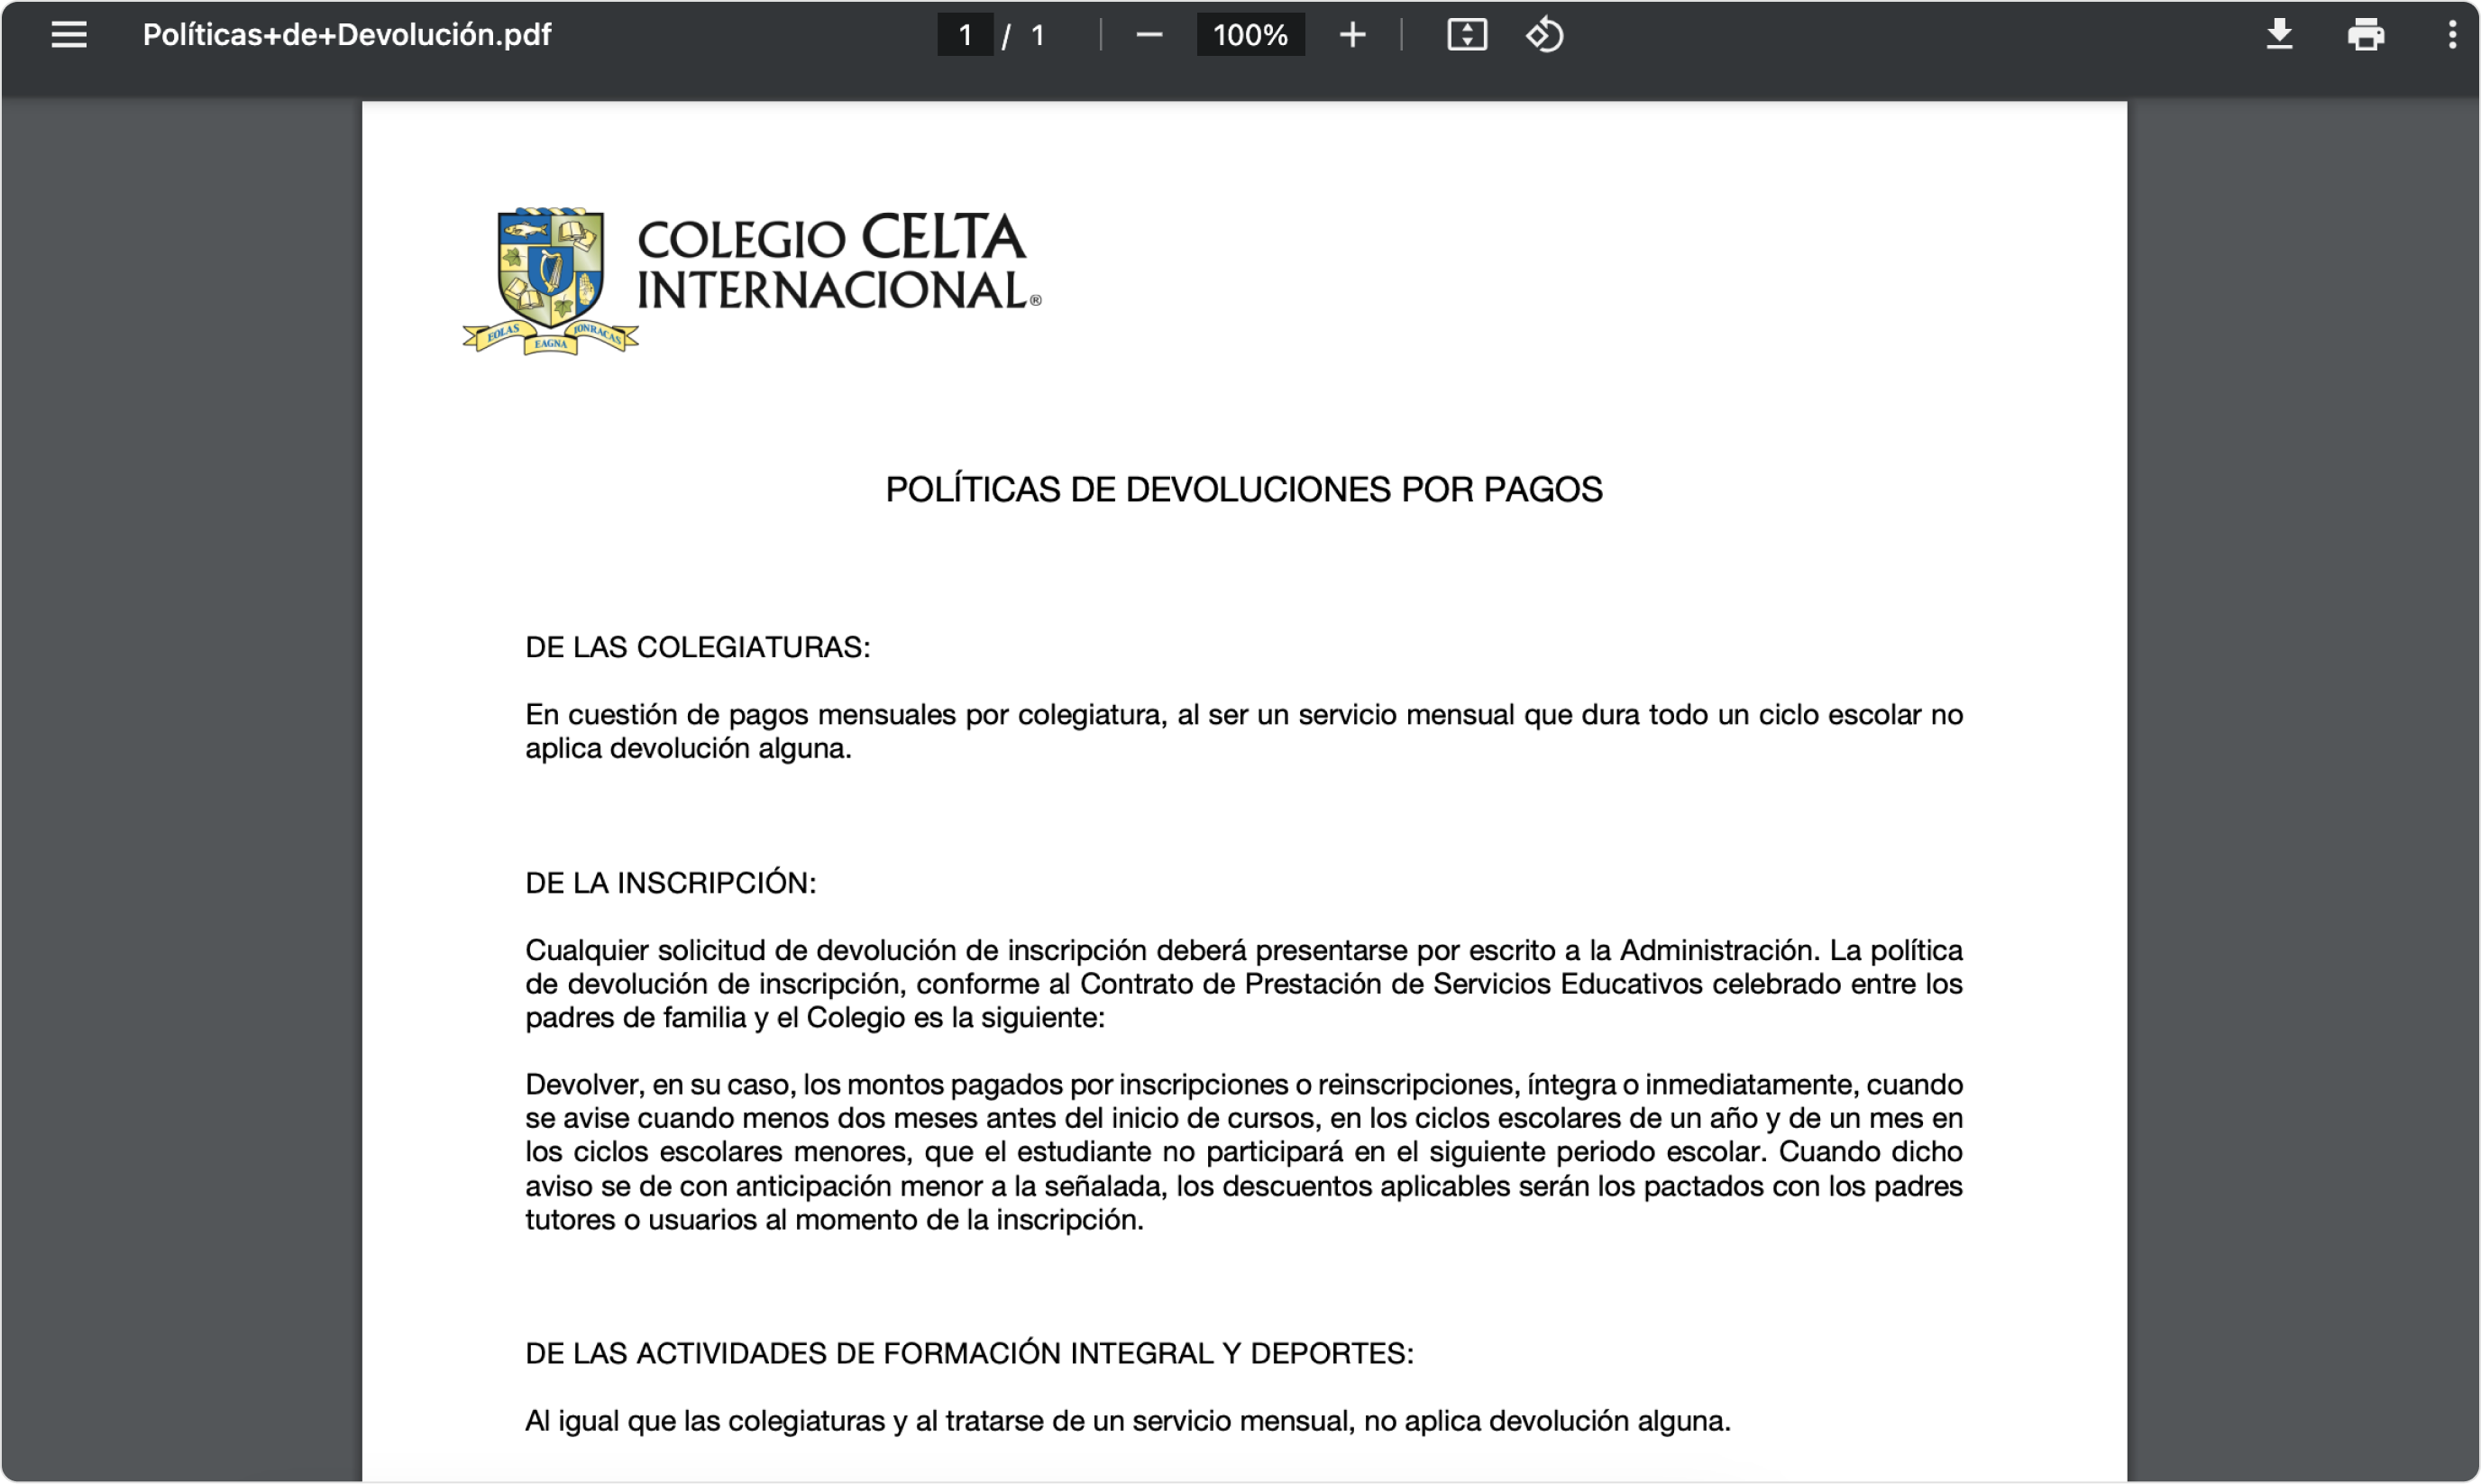 Políticas+de+Devolución.pdf
1 / 1
100%
COLEGIO CELTA
INTERNACIONAL®
EOLAS
EAGNA
IONRACAS
POLÍTICAS DE DEVOLUCIONES POR PAGOS
DE LAS COLEGIATURAS:
En cuestión de pagos mensuales por colegiatura, al ser un servicio mensual que dura todo un ciclo escolar no
aplica devolución alguna.
DE LA INSCRIPCIÓN:
Cualquier solicitud de devolución de inscripción deberá presentarse por escrito a la Administración. La política
de devolución de inscripción, conforme al Contrato de Prestación de Servicios Educativos celebrado entre los
padres de familia y el Colegio es la siguiente:
Devolver, en su caso, los montos pagados por inscripciones o reinscripciones, íntegra o inmediatamente, cuando
se avise cuando menos dos meses antes del inicio de cursos, en los ciclos escolares de un año y de un mes en
los ciclos escolares menores, que el estudiante no participará en el siguiente periodo escolar. Cuando dicho
aviso se de con anticipación menor a la señalada, los descuentos aplicables serán los pactados con los padres
tutores o usuarios al momento de la inscripción.
DE LAS ACTIVIDADES DE FORMACIÓN INTEGRAL Y DEPORTES:
Al igual que las colegiaturas y al tratarse de un servicio mensual, no aplica devolución alguna.